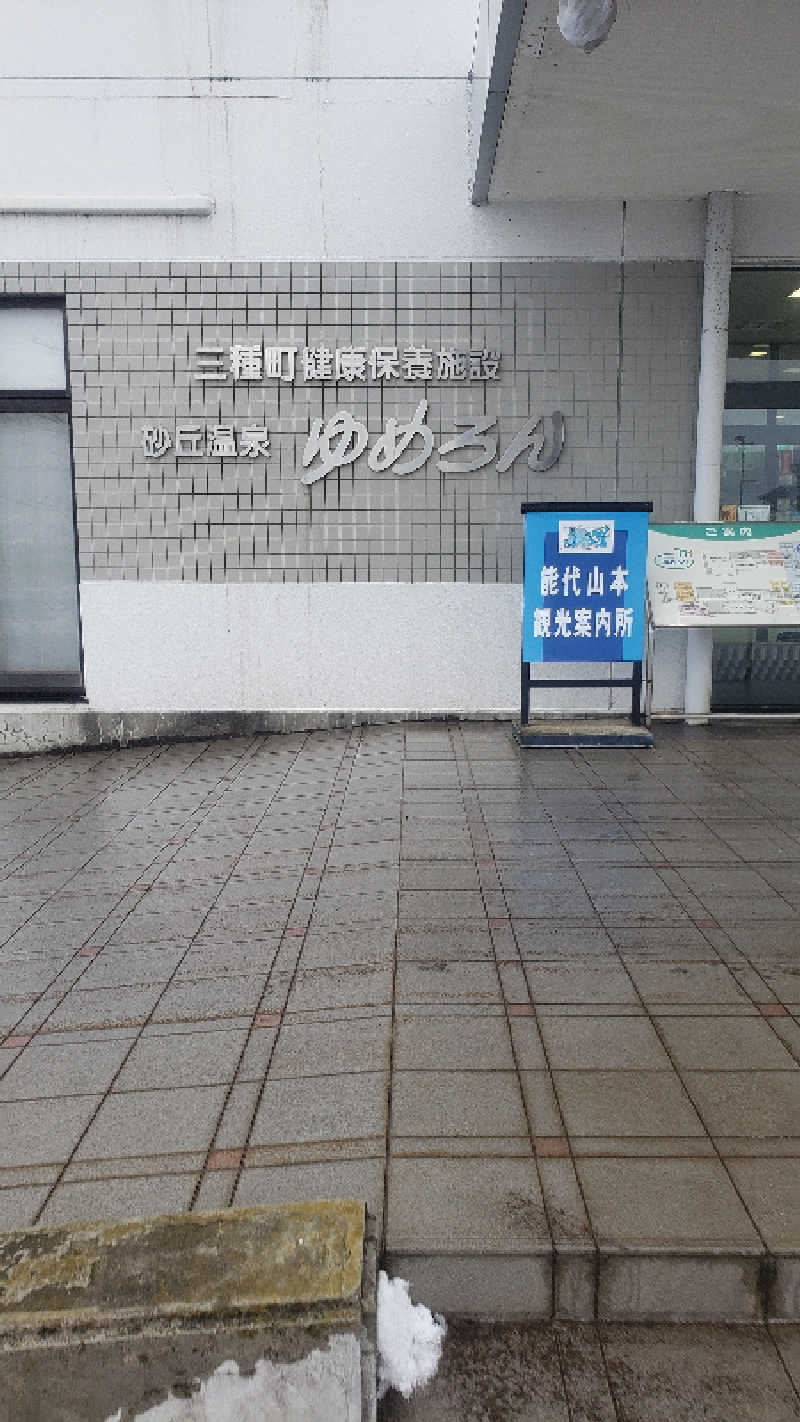 三種町健康保養施設
砂丘温泉 ゆめろん
能代山本
観光案内所
ご案内